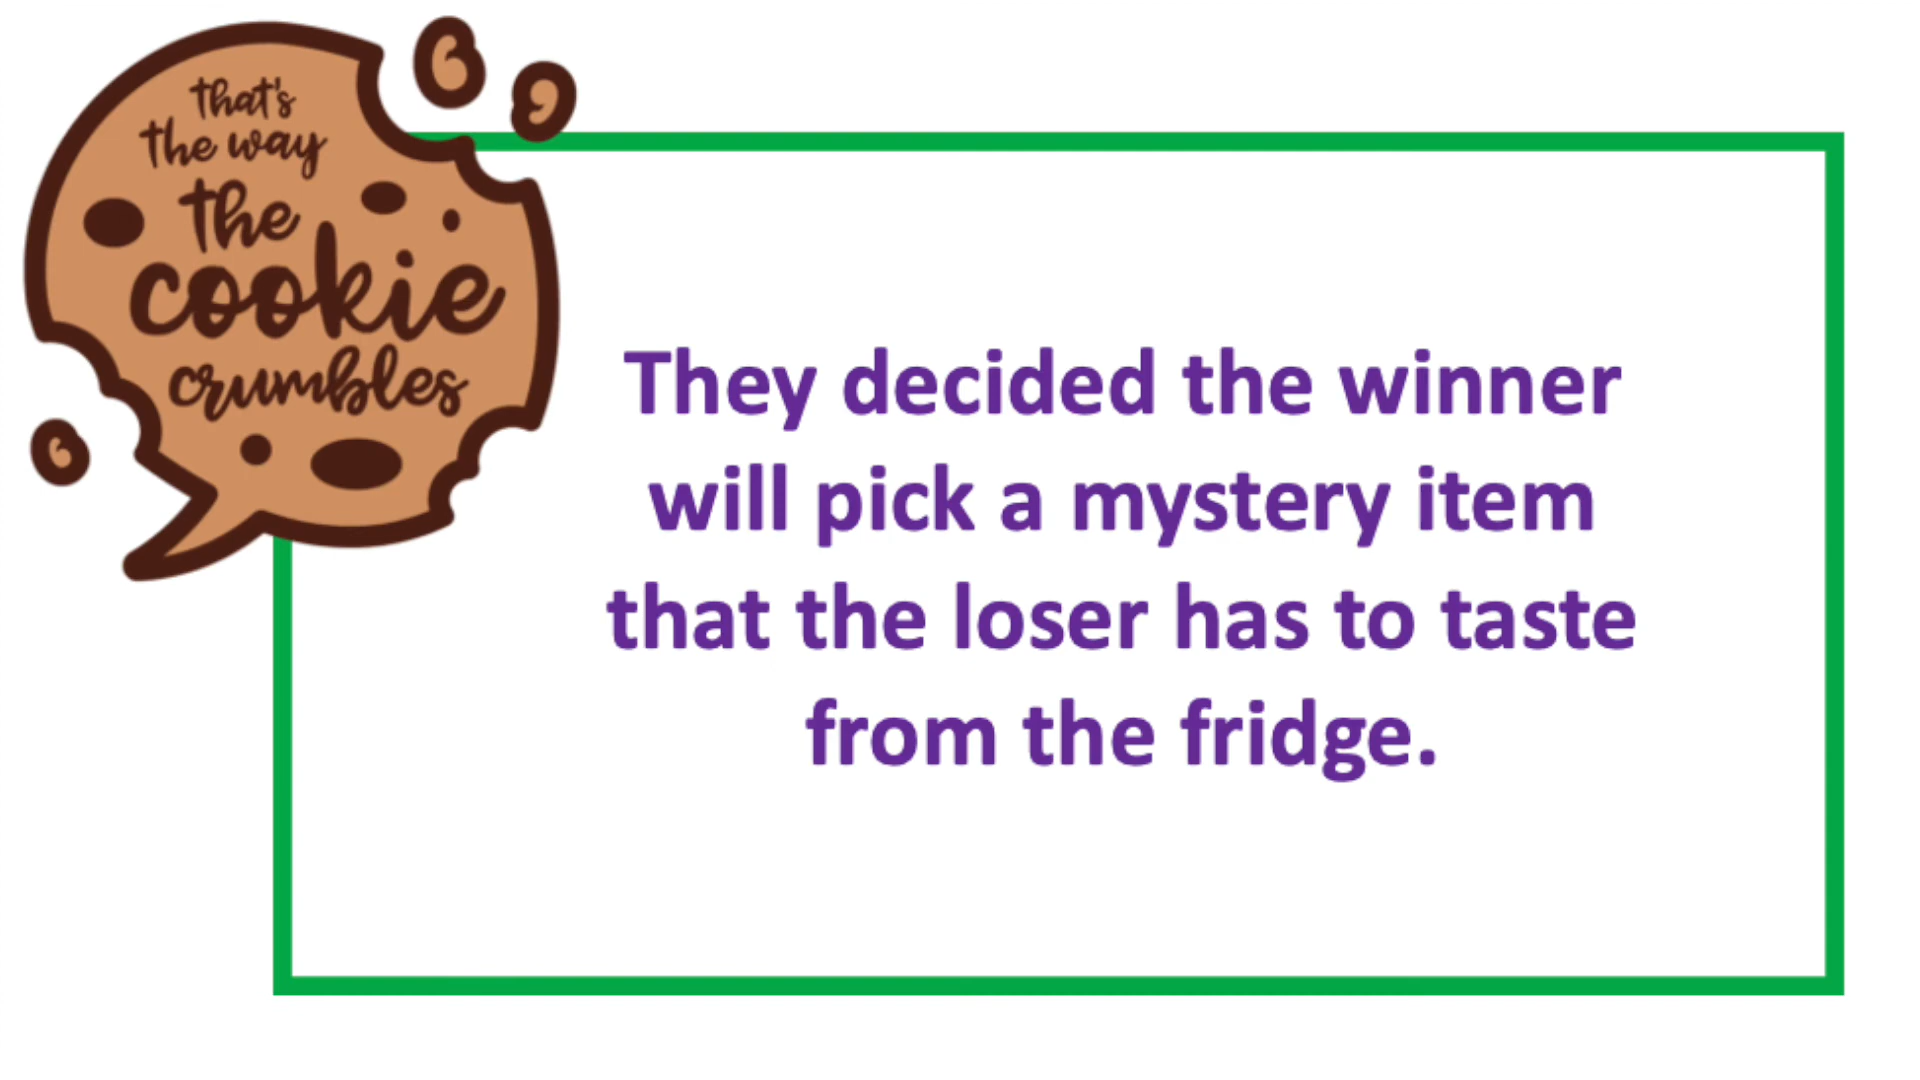 that's
the way
the
cookie
crumbles
They decided the winner
will pick a mystery item
that the loser has to taste
from the fridge.